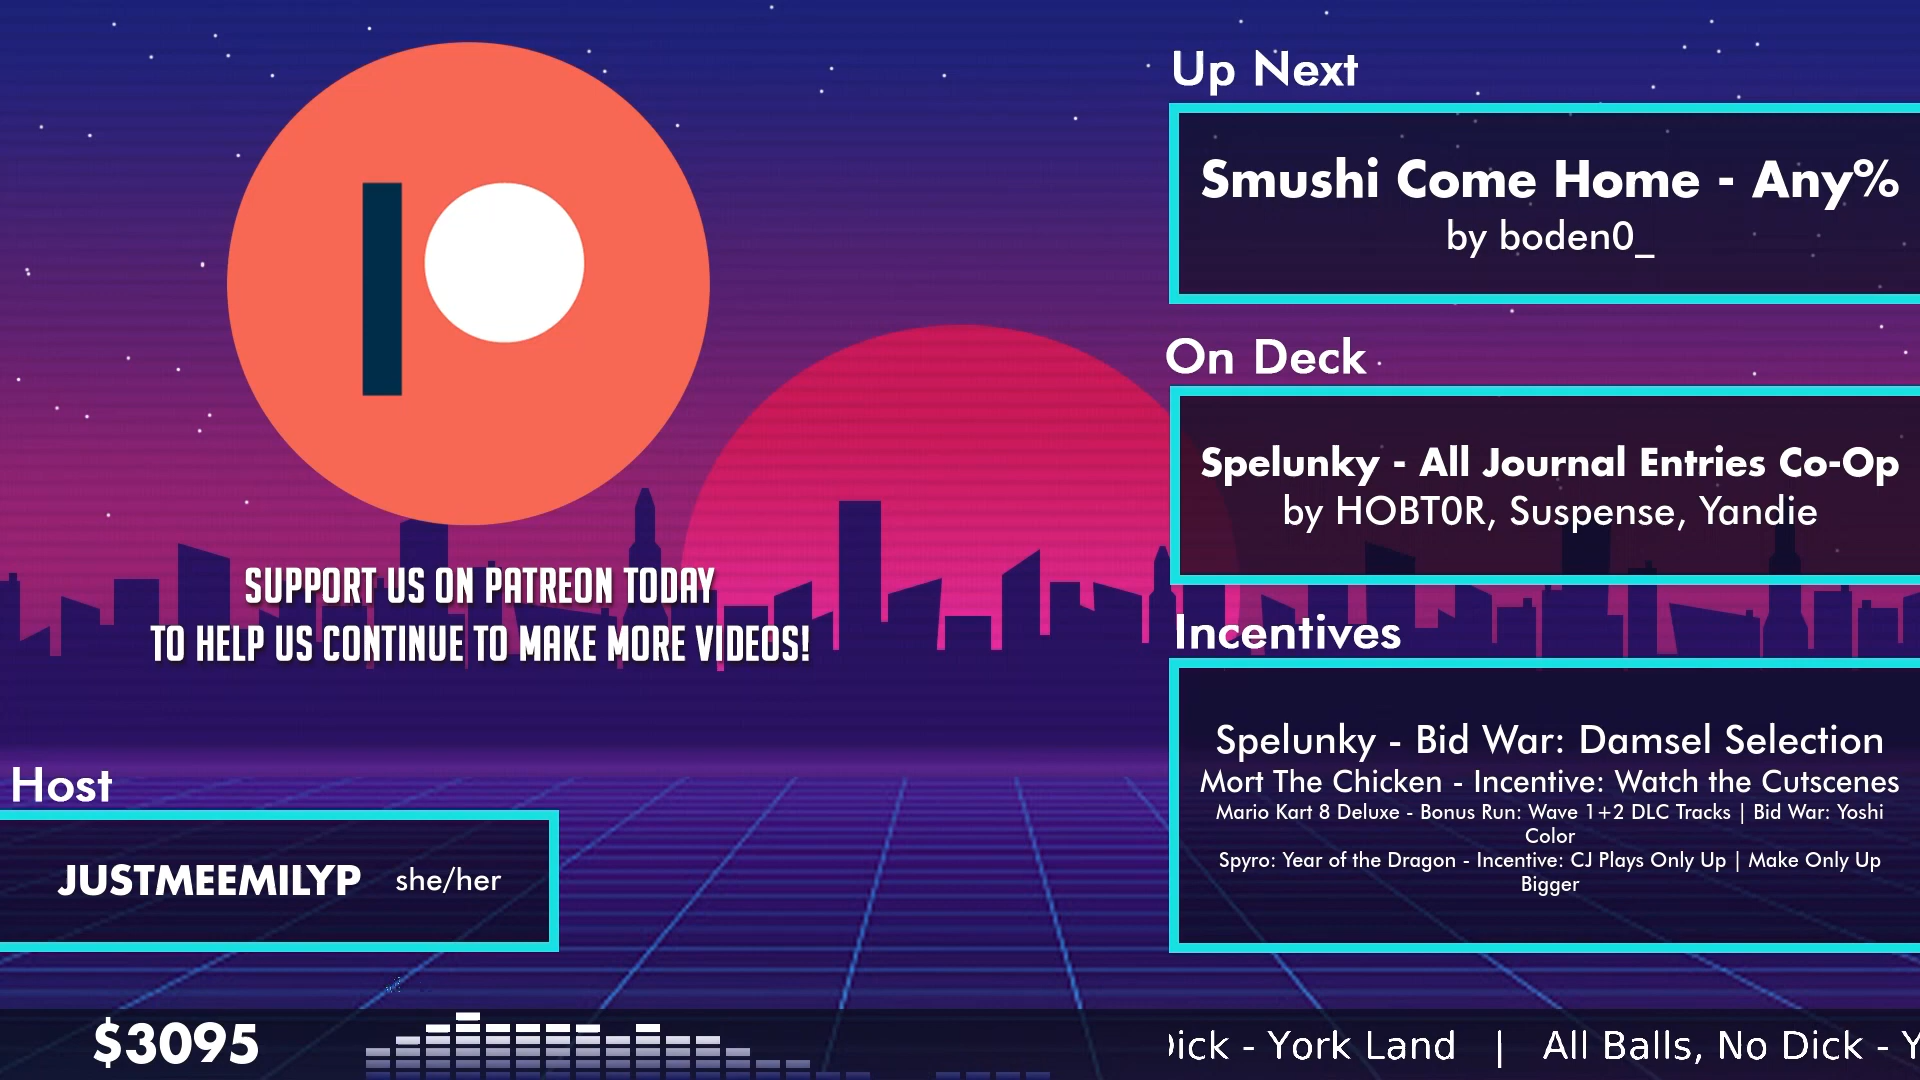 Up Next
Smushi Come Home - Any%
by boden0_
On Deck
Spelunky - All Journal Entries Co-Op
by HOBT0R, Suspense, Yandie
SUPPORT US ON PATREON TODAY
TO HELP US CONTINUE TO MAKE MORE VIDEOS!
Incentives
Spelunky - Bid War: Damsel Selection
Mort The Chicken - Incentive: Watch the Cutscenes
Mario Kart 8 Deluxe - Bonus Run: Wave 1+2 DLC Tracks | Bid War: Yoshi
Color
Spyro: Year of the Dragon - Incentive: CJ Plays Only Up | Make Only Up
Bigger
Host
JUSTMEEMILYP she/her
$3095
ick - York Land | All Balls, No Dick - Y